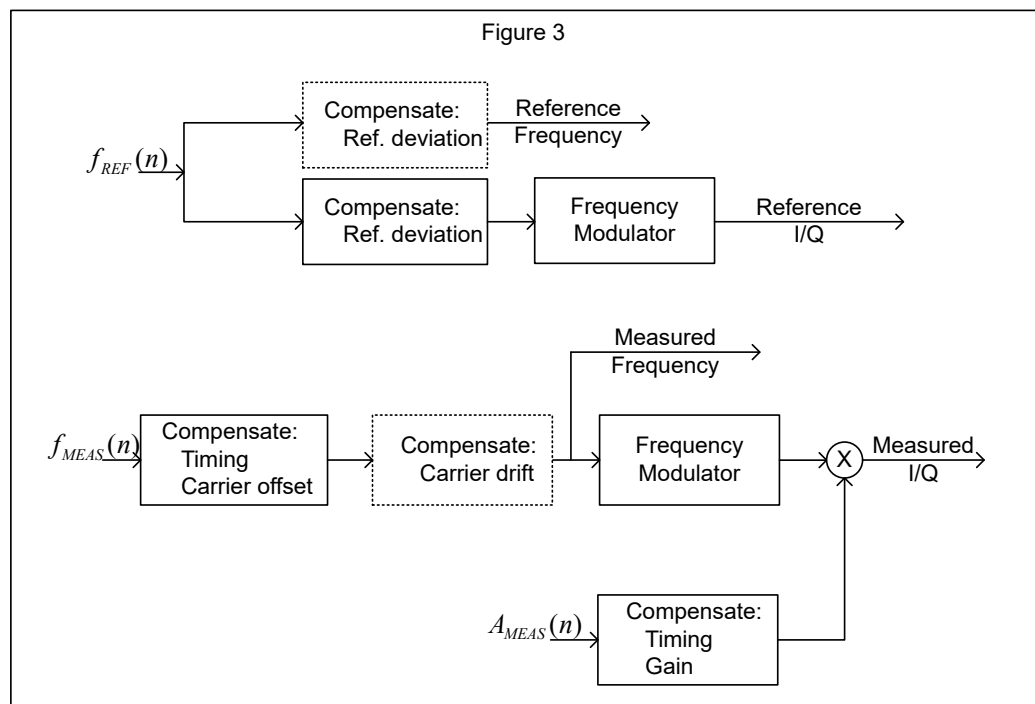 Figure 3
Compensate:
Ref. deviation
Reference
Frequency
f_REF(n)
Compensate:
Ref. deviation
Frequency
Modulator
Reference
I/Q
Measured
Frequency
f_MEAS(n)
Compensate:
Timing
Carrier offset
Compensate:
Carrier drift
Frequency
Modulator
X
Measured
I/Q
A_MEAS(n)
Compensate:
Timing
Gain